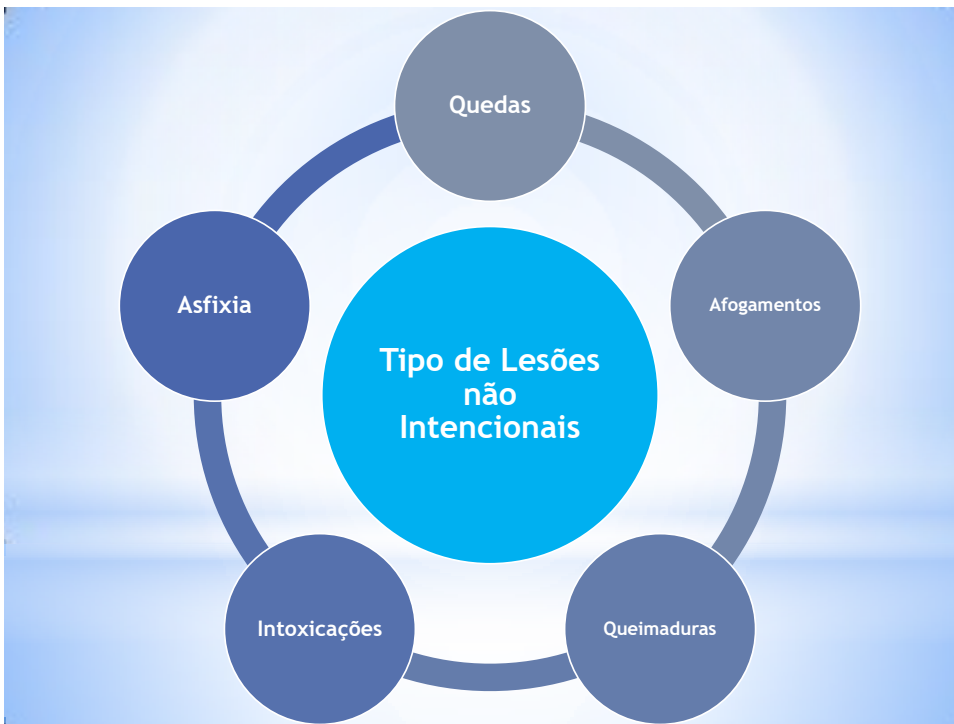 Quedas
Afogamentos
Queimaduras
Intoxicações
Asfixia
Tipo de Lesões
não
Intencionais